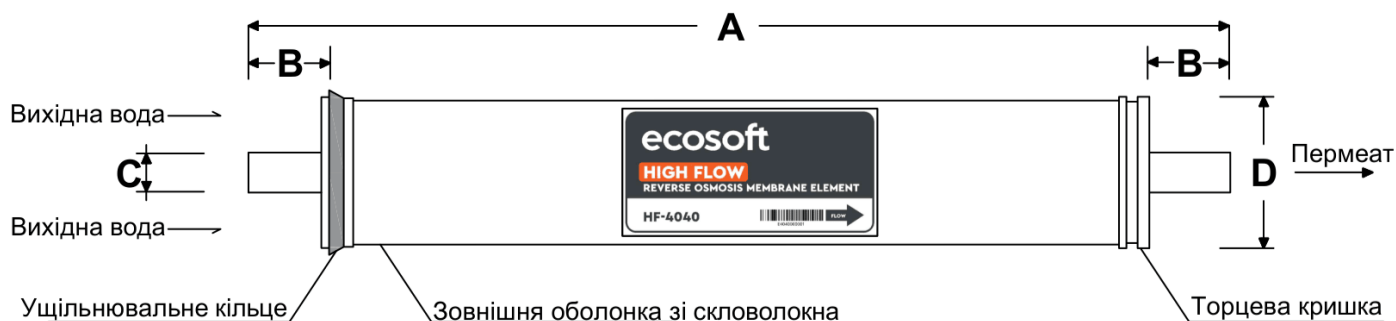 A
B
B
Вихідна вода
C
Вихідна вода
ecosoft
HIGH FLOW
REVERSE OSMOSIS MEMBRANE ELEMENT
HF-4040
FLOW
D
Пермеат
Ущільнювальне кільце
Зовнішня оболонка зі скловолокна
Торцева кришка